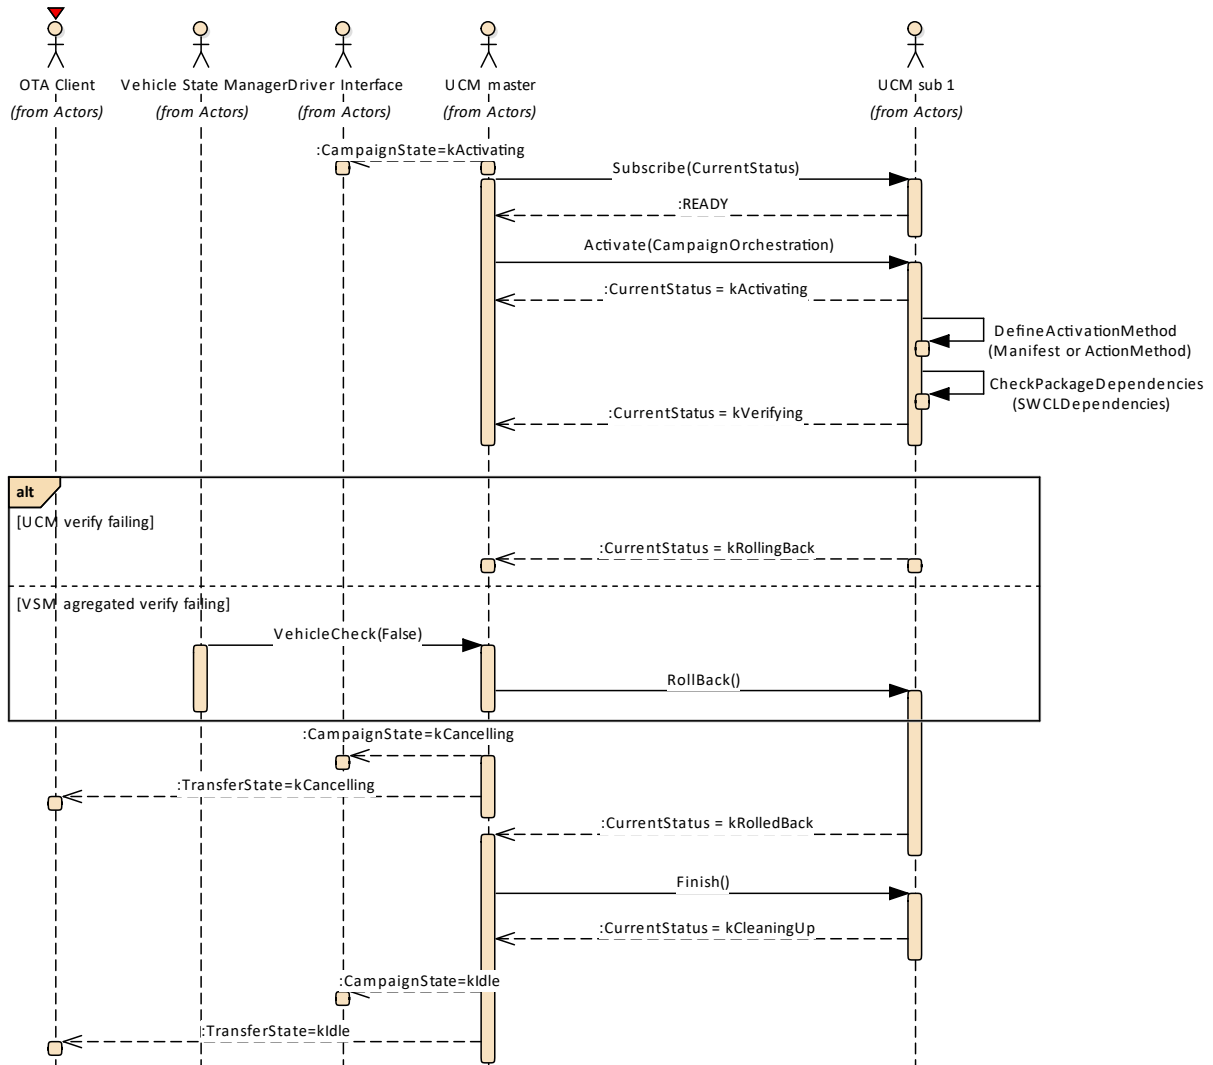 OTA Client
Vehicle State Manager
Driver Interface
UCM master
UCM sub 1
(from Actors)
(from Actors)
(from Actors)
(from Actors)
(from Actors)
:CampaignState=kActivating
Subscribe(CurrentStatus)
:READY
Activate(CampaignOrchestration)
:CurrentStatus = kActivating
DefineActivationMethod
(Manifest or ActionMethod)
CheckPackageDependencies
(SWCLDependencies)
:CurrentStatus = kVerifying
alt
[UCM verify failing]
:CurrentStatus = kRollingBack
[VSM agregated verify failing]
VehicleCheck(False)
RollBack()
:CampaignState=kCancelling
:TransferState=kCancelling
:CurrentStatus = kRolledBack
Finish()
:CurrentStatus = kCleaningUp
:CampaignState=kIdle
:TransferState=kIdle